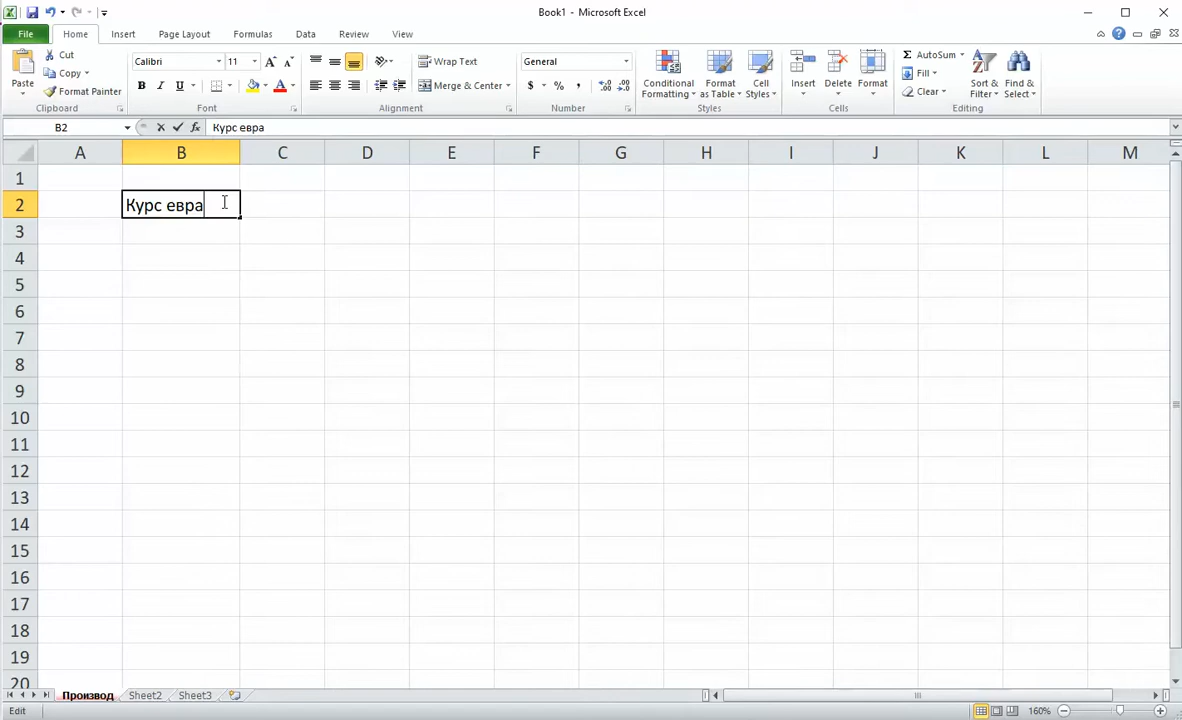 Book1 - Microsoft Excel
File Home Insert Page Layout Formulas Data Review View
Cut
Copy
Format Painter
Paste
Clipboard
Calibri 11
B I U
Font
Wrap Text
Merge & Center
Alignment
General
$ % ,
Number
Conditional Formatting
Format as Table
Cell Styles
Styles
Insert Delete Format
Cells
AutoSum
Fill
Clear
Sort & Filter
Find & Select
Editing
B2 fx Курс евра
A B C D E F G H I J K L M
1
2 Курс евра
3
4
5
6
7
8
9
10
11
12
13
14
15
16
17
18
19
20
Производ Sheet2 Sheet3
Edit 160%